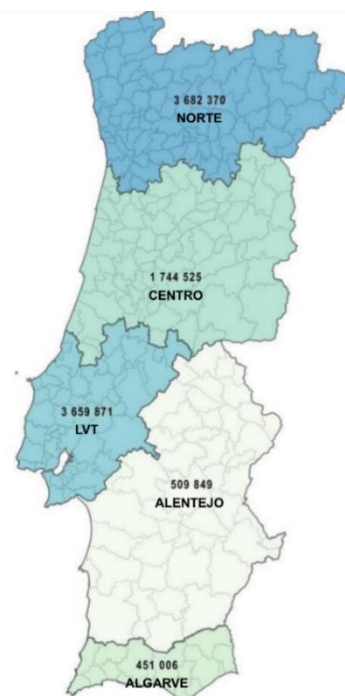 3 682 370
NORTE
1 744 525
CENTRO
3 659 871
LVT
509 849
ALENTEJO
451 006
ALGARVE